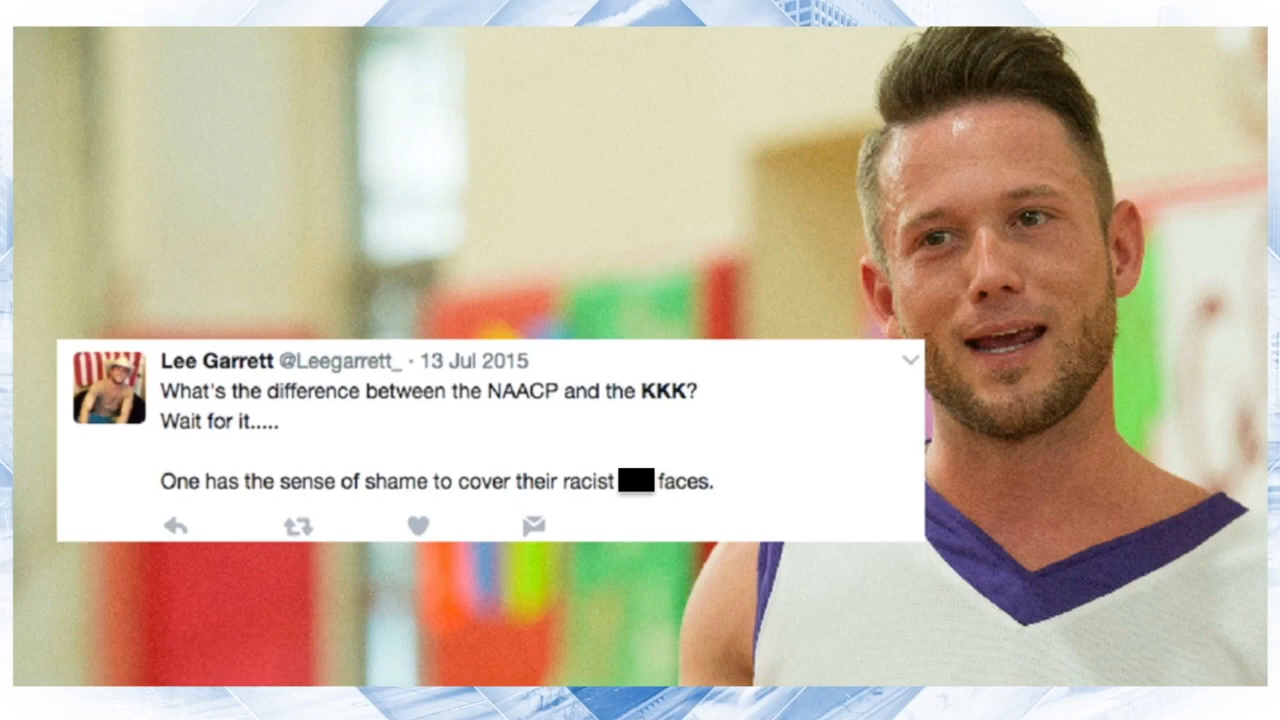 Lee Garrett @Leegarrett_ · 13 Jul 2015
What's the difference between the NAACP and the KKK?
Wait for it.....
One has the sense of shame to cover their racist faces.